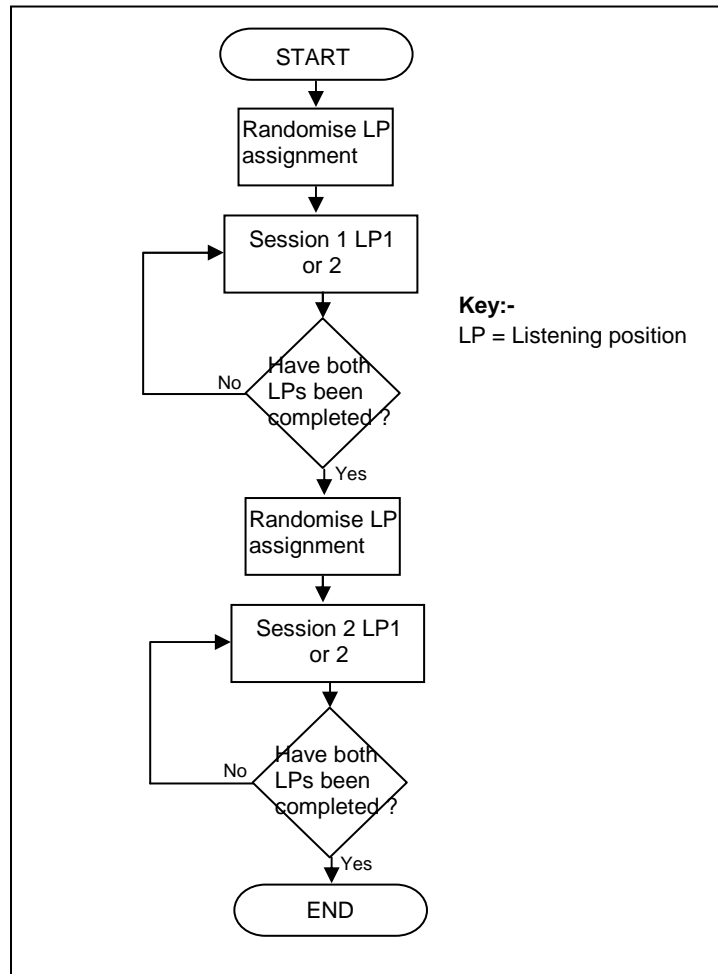 START
Randomise LP
assignment
Session 1 LP1
or 2
Key:-
LP = Listening position
Have both
LPs been
completed ?
No
Yes
Randomise LP
assignment
Session 2 LP1
or 2
Have both
LPs been
completed ?
No
Yes
END